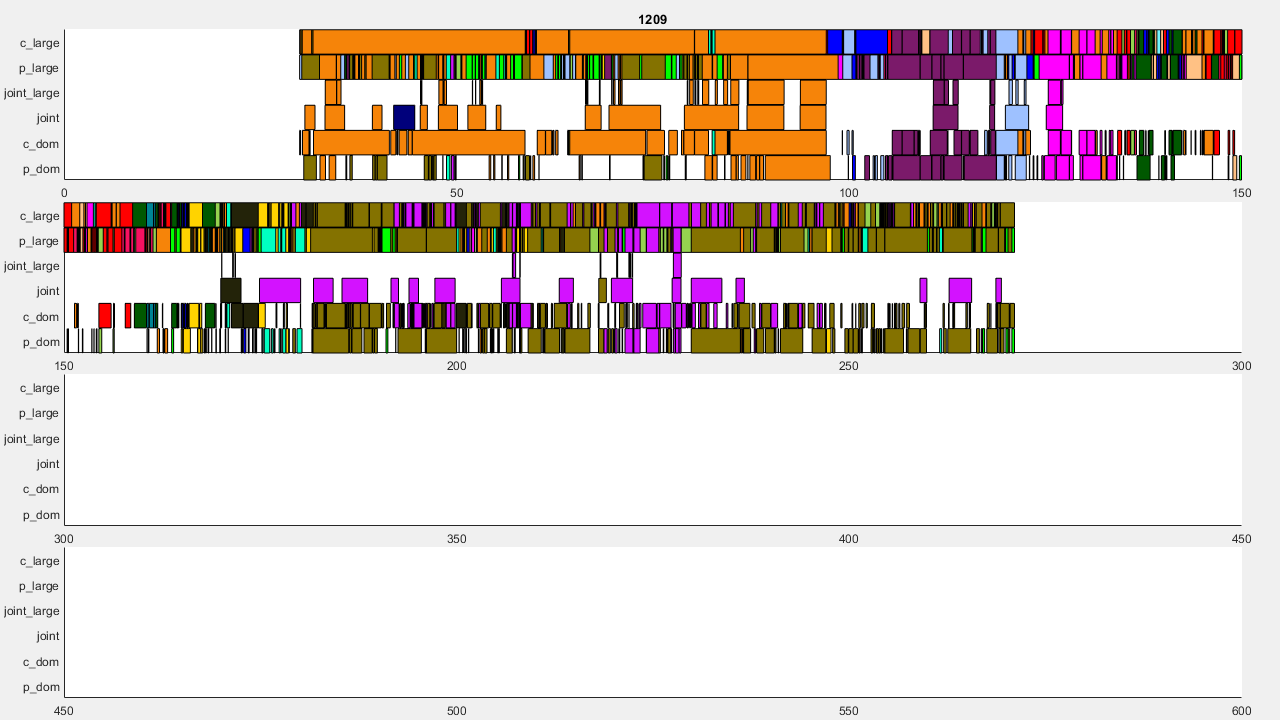 1209
c_large
p_large
joint_large
joint
c_dom
p_dom
0 50 100 150
c_large
p_large
joint_large
joint
c_dom
p_dom
150 200 250 300
c_large
p_large
joint_large
joint
c_dom
p_dom
300 350 400 450
c_large
p_large
joint_large
joint
c_dom
p_dom
450 500 550 600